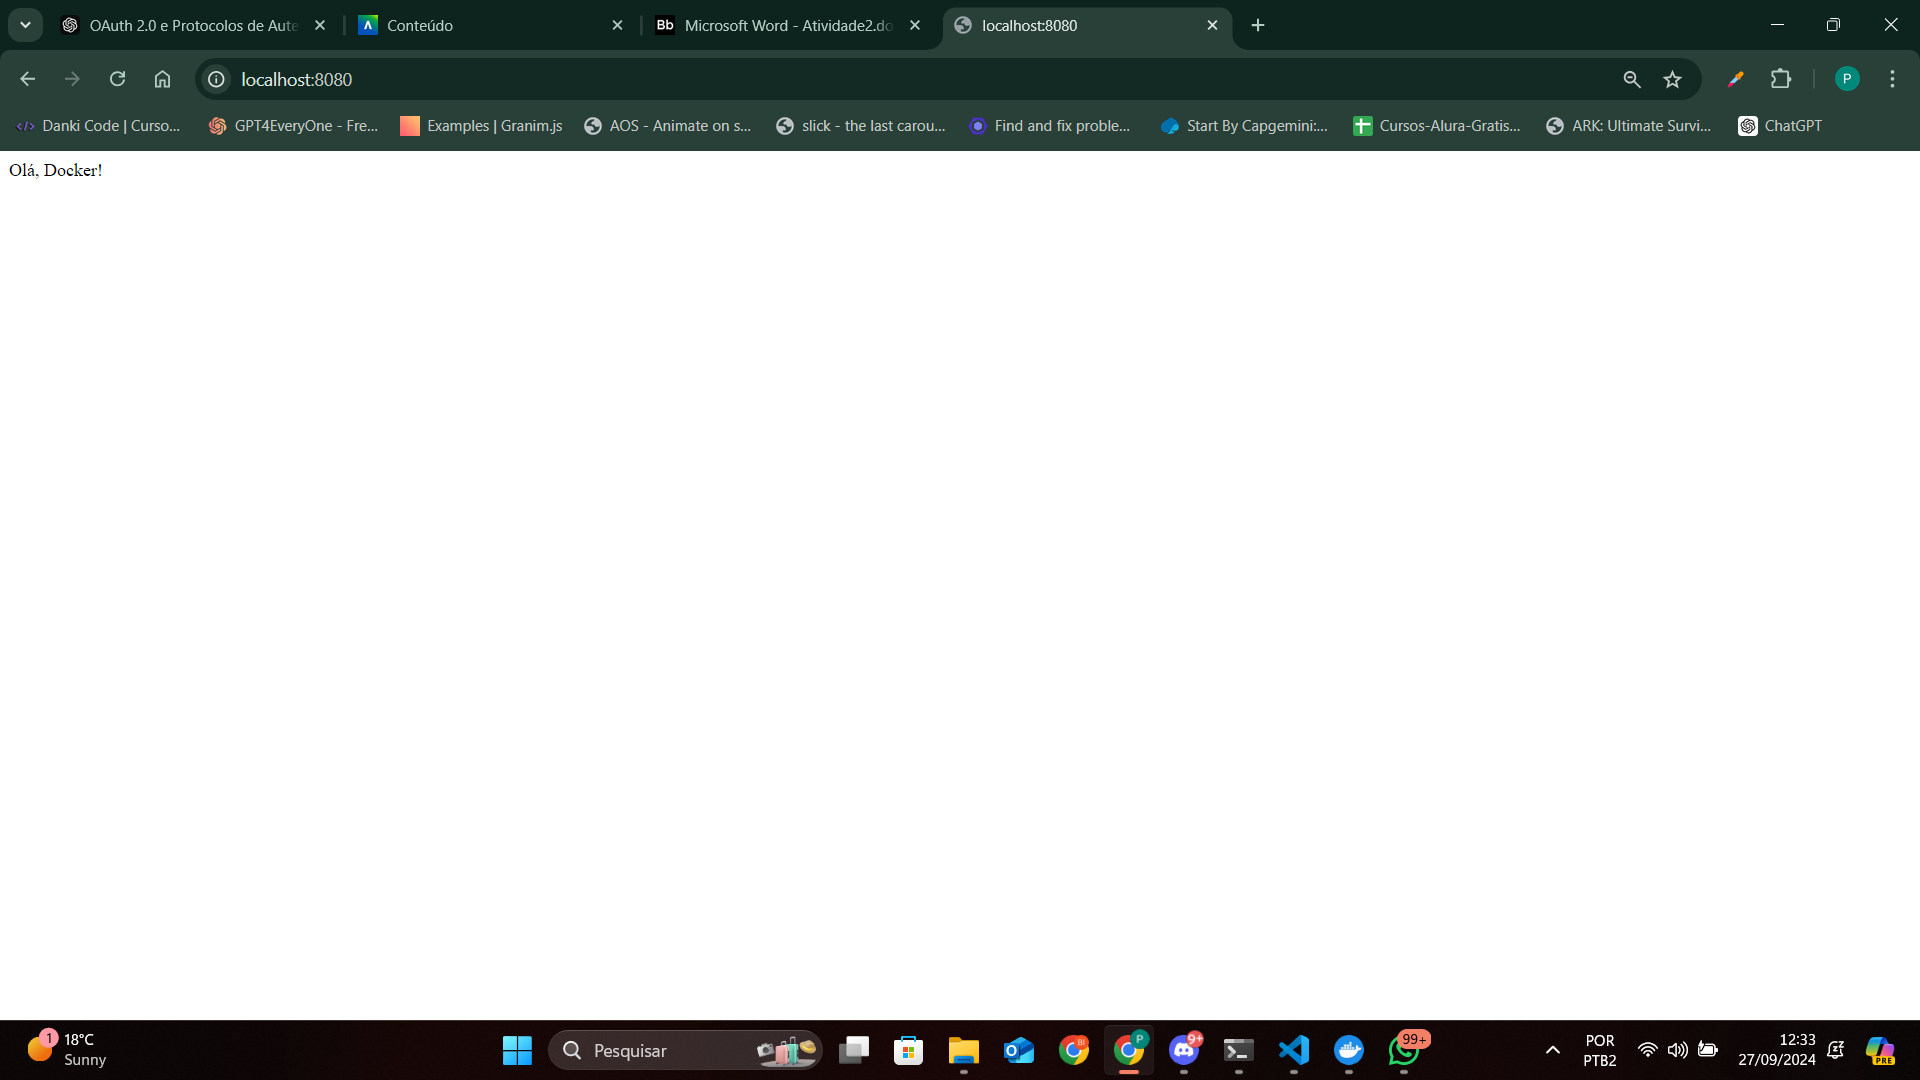 OAuth 2.0 e Protocolos de Aute
Conteúdo
Bb Microsoft Word - Atividade2.do
localhost:8080
localhost:8080
P
</> Danki Code | Curso...
GPT4EveryOne - Fre...
Examples | Granim.js
AOS - Animate on s...
slick - the last carou...
Find and fix proble...
Start By Capgemini:...
Cursos-Alura-Gratis...
ARK: Ultimate Survi...
ChatGPT
Olá, Docker!
1
18°C
Sunny
Pesquisar
BI
P
9+
99+
POR
PTB2
12:33
27/09/2024
PRE